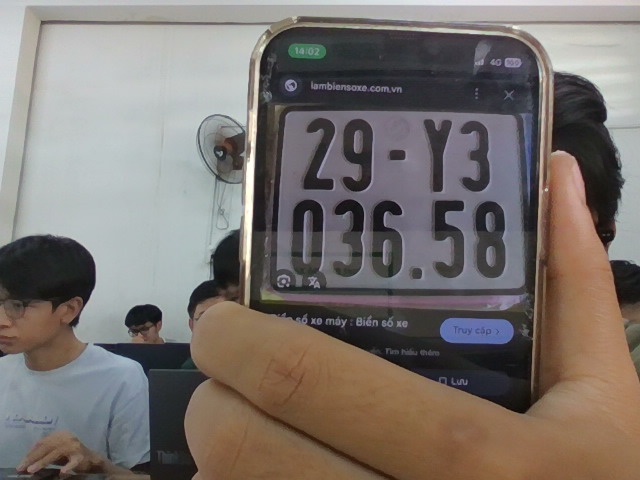 14:02
4G 100
lambiensoxe.com.vn
29-Y3
036.58
Biển số xe máy : Biển số xe
Truy cập >
Tìm hiểu thêm
Lưu